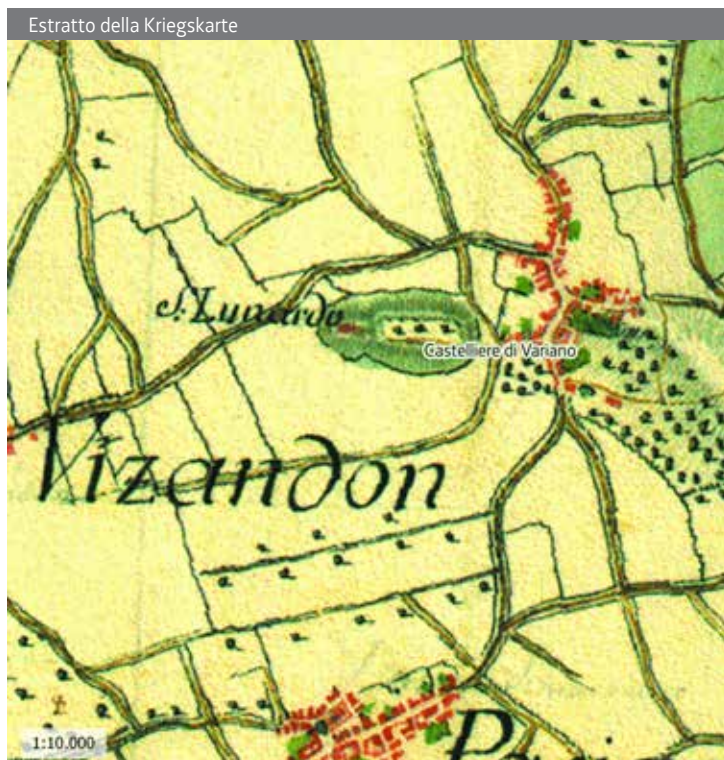 Estratto della Kriegskarte
S. Lunardo
Castelliere di Variano
Vizandon
1:10.000